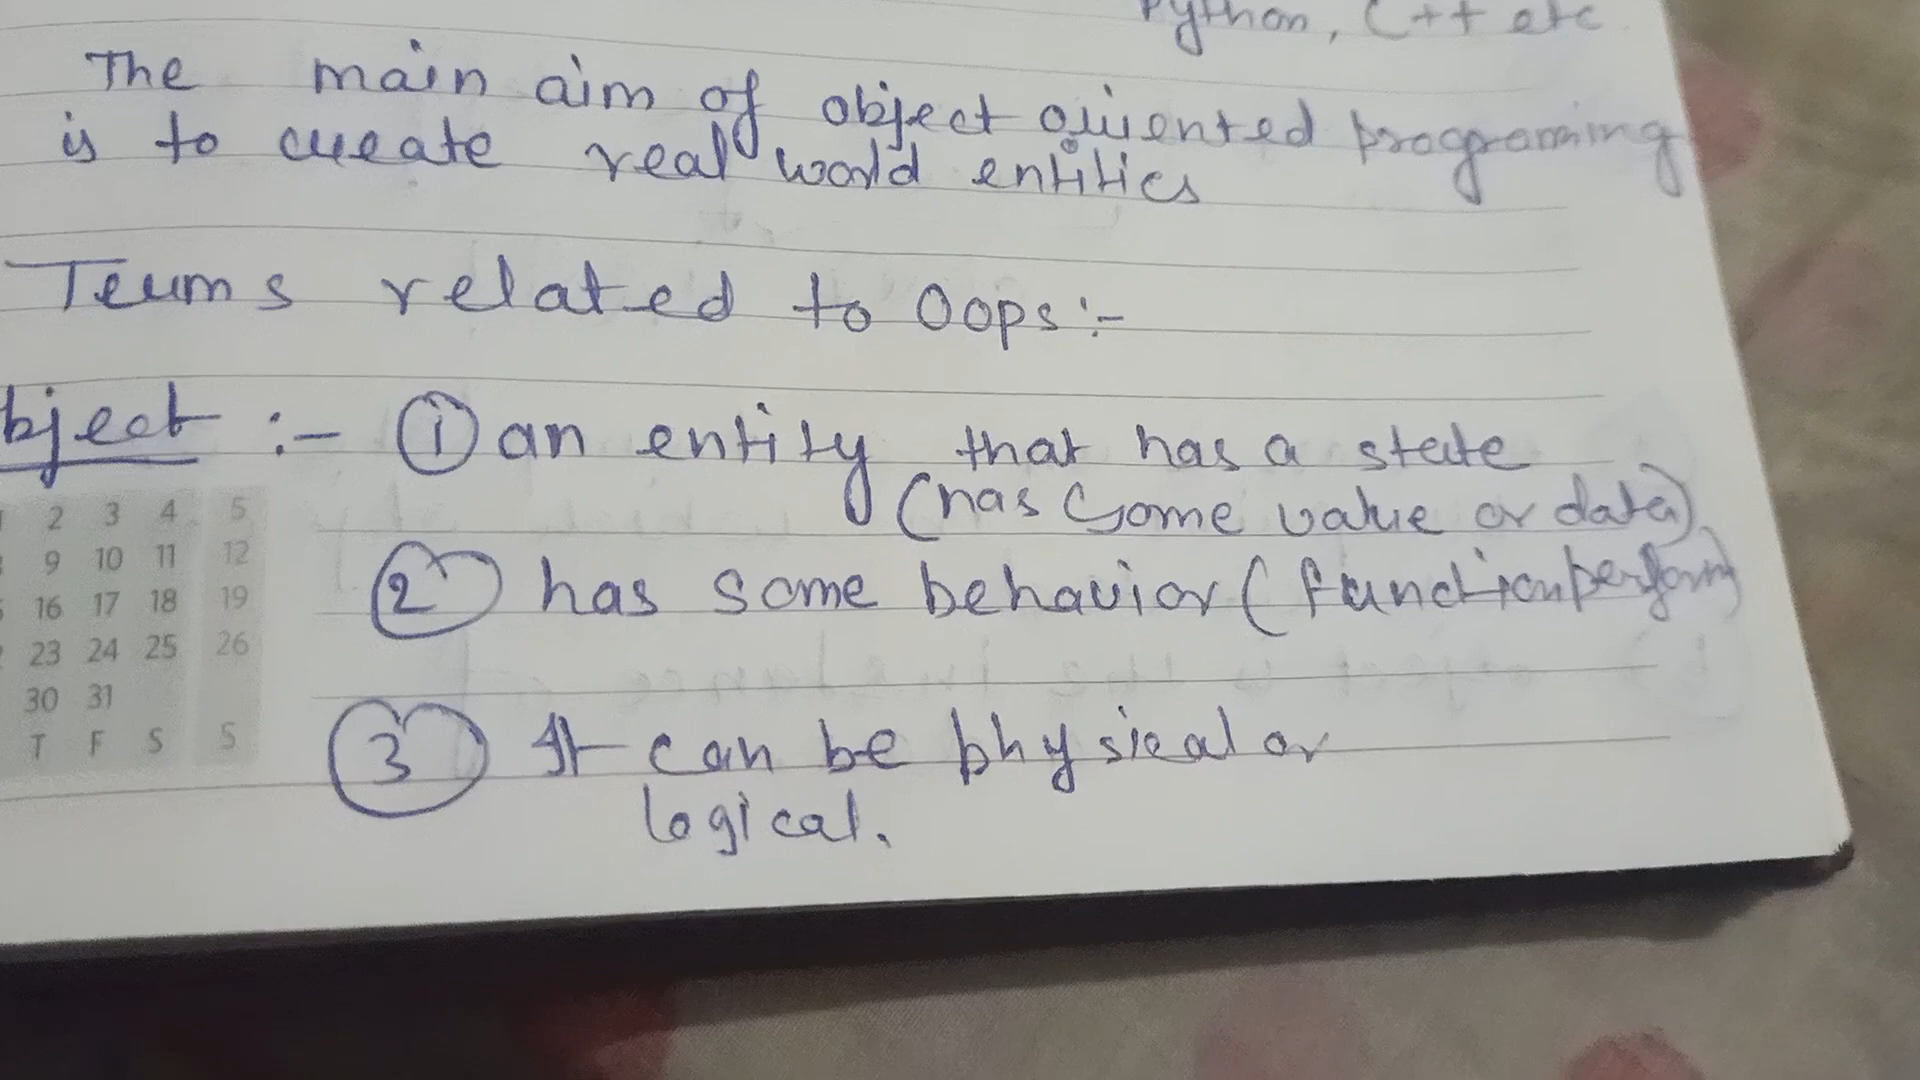 Python, C++ etc
The main aim of object oriented programing
is to create real world entities
Terms related to Oops:-
bject :- ① an entity that has a state
(has some value or data)
② has some behavior (function perform)
③ It can be physical or
logical.
2 3 4 5
9 10 11 12
16 17 18 19
23 24 25 26
30 31
T F S S